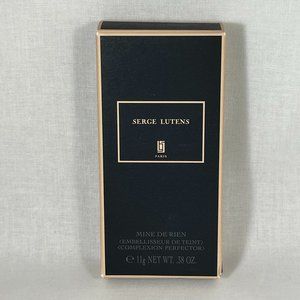 SERGE LUTENS
PARIS
MINE DE RIEN
(EMBELLISSEUR DE TEINT)
(COMPLEXION PERFECTOR)
℮ 11g NET WT. .38 OZ.